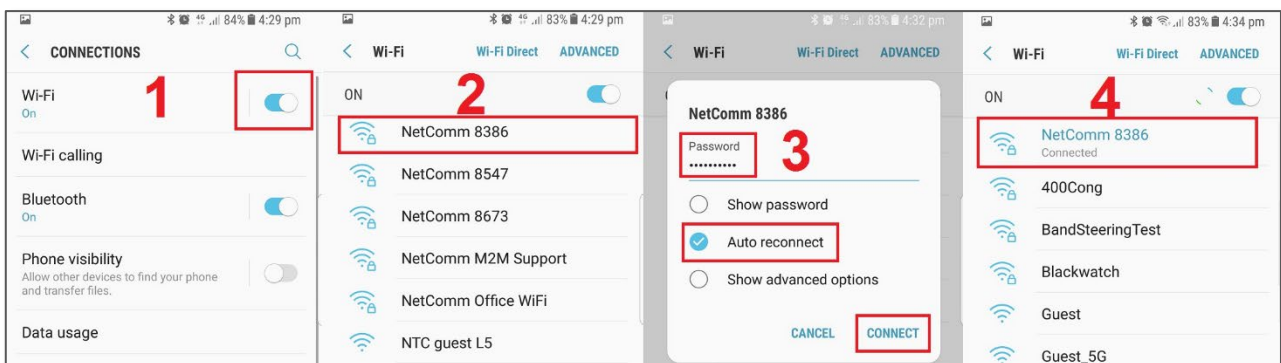 84% 4:29 pm
CONNECTIONS
1
Wi-Fi
On
Wi-Fi calling
Bluetooth
On
Phone visibility
Allow other devices to find your phone
and transfer files.
Data usage
4G 83% 4:29 pm
Wi-Fi Wi-Fi Direct ADVANCED
ON
2
NetComm 8386
NetComm 8547
NetComm 8673
NetComm M2M Support
NetComm Office WiFi
NTC guest L5
83% 4:32 pm
Wi-Fi Wi-Fi Direct ADVANCED
NetComm 8386
Password
3
••••••••••
Show password
Auto reconnect
Show advanced options
CANCEL CONNECT
83% 4:34 pm
Wi-Fi Wi-Fi Direct ADVANCED
ON
4
NetComm 8386
Connected
400Cong
BandSteeringTest
Blackwatch
Guest
Guest_5G